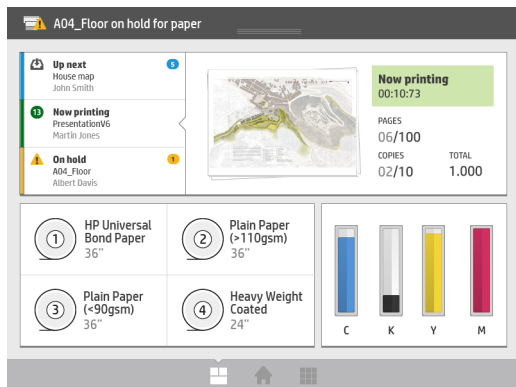 A04_Floor on hold for paper
Up next
5
House map
John Smith
13
Now printing
PresentationV6
Martin Jones
On hold
1
A04_Floor
Albert Davis
Now printing
00:10:73
PAGES
06/100
COPIES
TOTAL
02/10
1.000
1
HP Universal
Bond Paper
36”
2
Plain Paper
(>110gsm)
36”
3
Plain Paper
(<90gsm)
36”
4
Heavy Weight
Coated
24”
C
K
Y
M